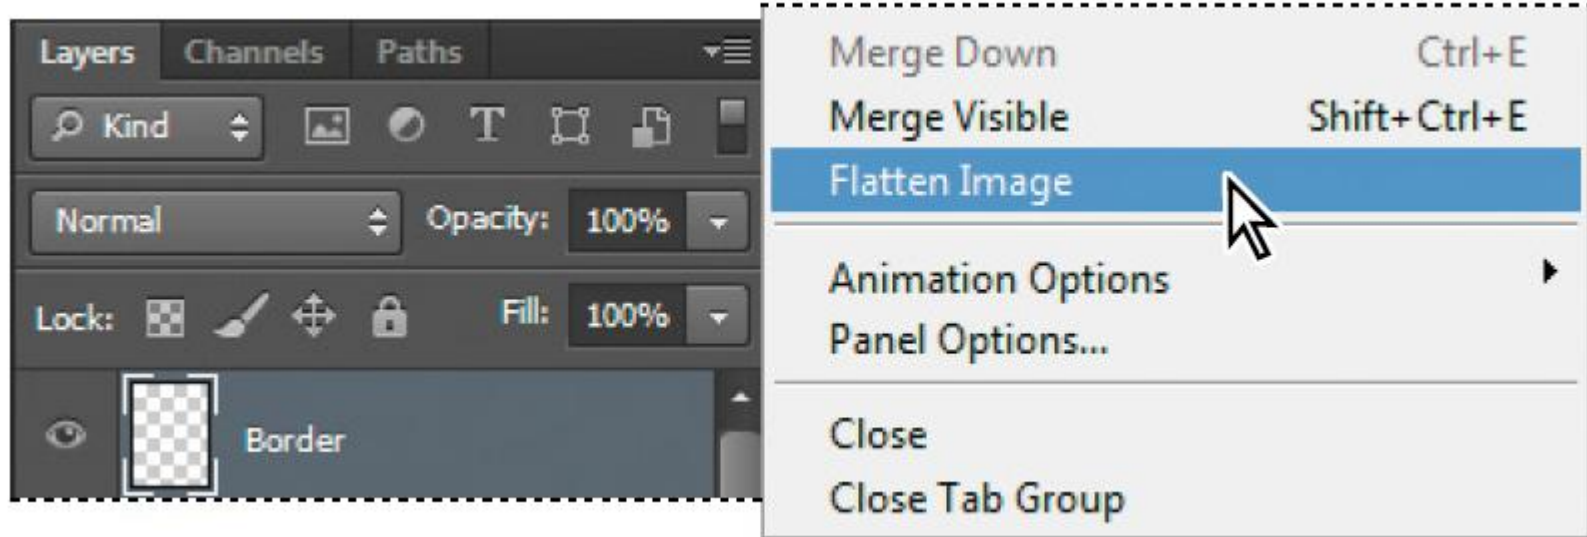 Layers Channels Paths
Kind T
Normal Opacity: 100%
Lock: Fill: 100%
Border
Merge Down Ctrl+E
Merge Visible Shift+Ctrl+E
Flatten Image
Animation Options
Panel Options...
Close
Close Tab Group